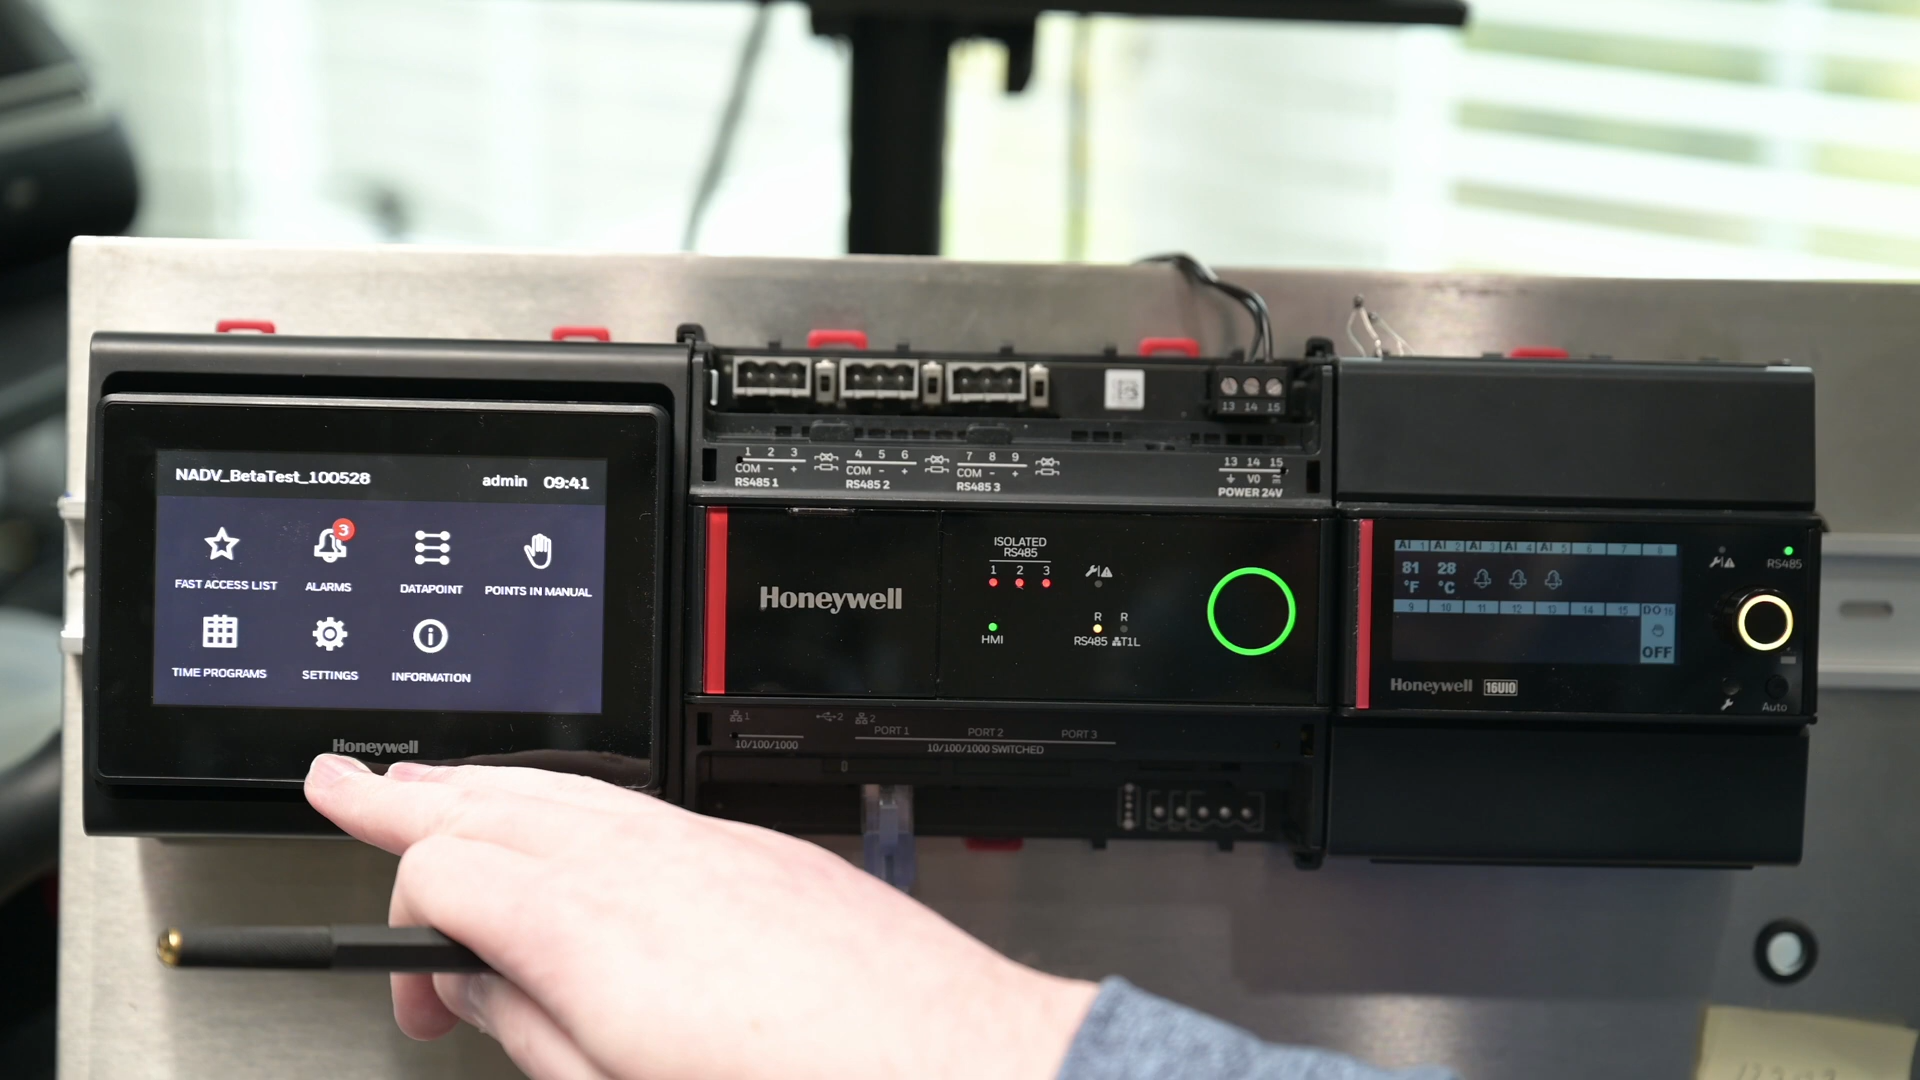 NADV_BetaTest_100528 admin 09:41
FAST ACCESS LIST
ALARMS
3
DATAPOINT
POINTS IN MANUAL
TIME PROGRAMS
SETTINGS
INFORMATION
Honeywell
1 2 3
COM - +
RS485 1
4 5 6
COM - +
RS485 2
7 8 9
COM - +
RS485 3
13 14 15
13 14 15
V0
POWER 24V
Honeywell
ISOLATED
RS485
1 2 3
HMI
R R
RS485 T1L
1
2
2
10/100/1000
PORT 1 PORT 2 PORT 3
10/100/1000 SWITCHED
AI 1 AI 2 AI 3 AI 4 AI 5 6 7 8
81 28
°F °C
9 10 11 12 13 14 15 DO 16
OFF
Honeywell 16UIO
RS485
Auto